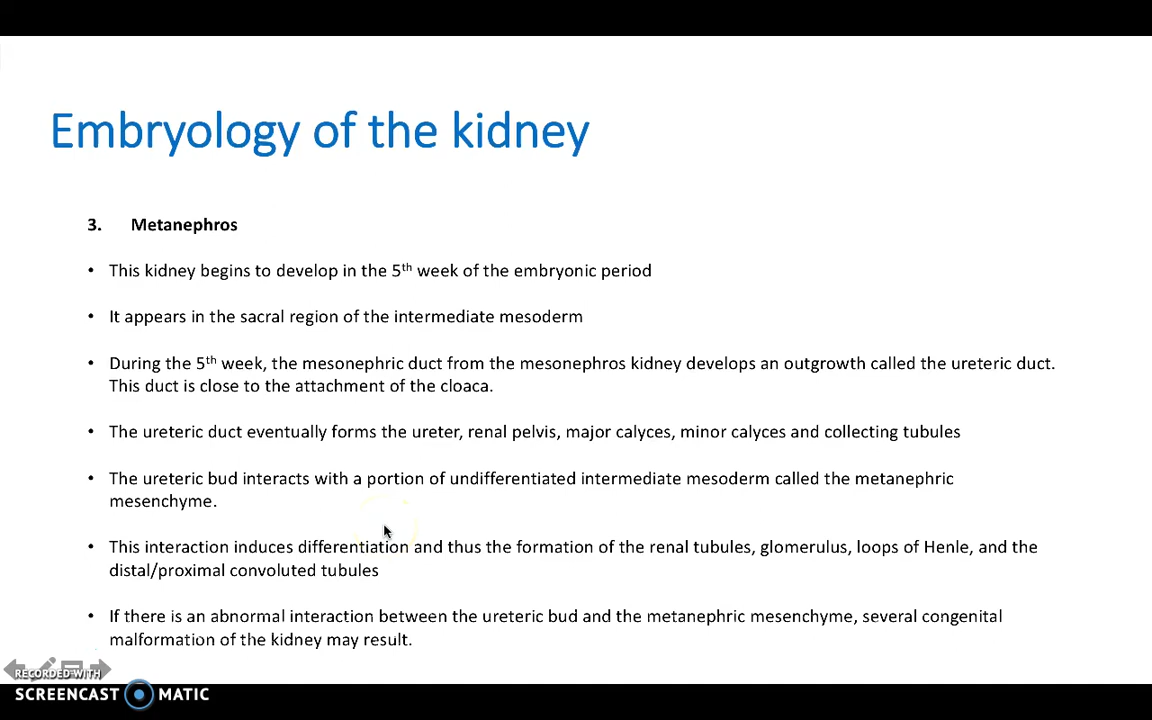 Embryology of the kidney
3. Metanephros
• This kidney begins to develop in the 5th week of the embryonic period
• It appears in the sacral region of the intermediate mesoderm
• During the 5th week, the mesonephric duct from the mesonephros kidney develops an outgrowth called the ureteric duct.
This duct is close to the attachment of the cloaca.
• The ureteric duct eventually forms the ureter, renal pelvis, major calyces, minor calyces and collecting tubules
• The ureteric bud interacts with a portion of undifferentiated intermediate mesoderm called the metanephric
mesenchyme.
• This interaction induces differentiation and thus the formation of the renal tubules, glomerulus, loops of Henle, and the
distal/proximal convoluted tubules
• If there is an abnormal interaction between the ureteric bud and the metanephric mesenchyme, several congenital
malformation of the kidney may result.
RECORDED WITH
SCREENCAST MATIC